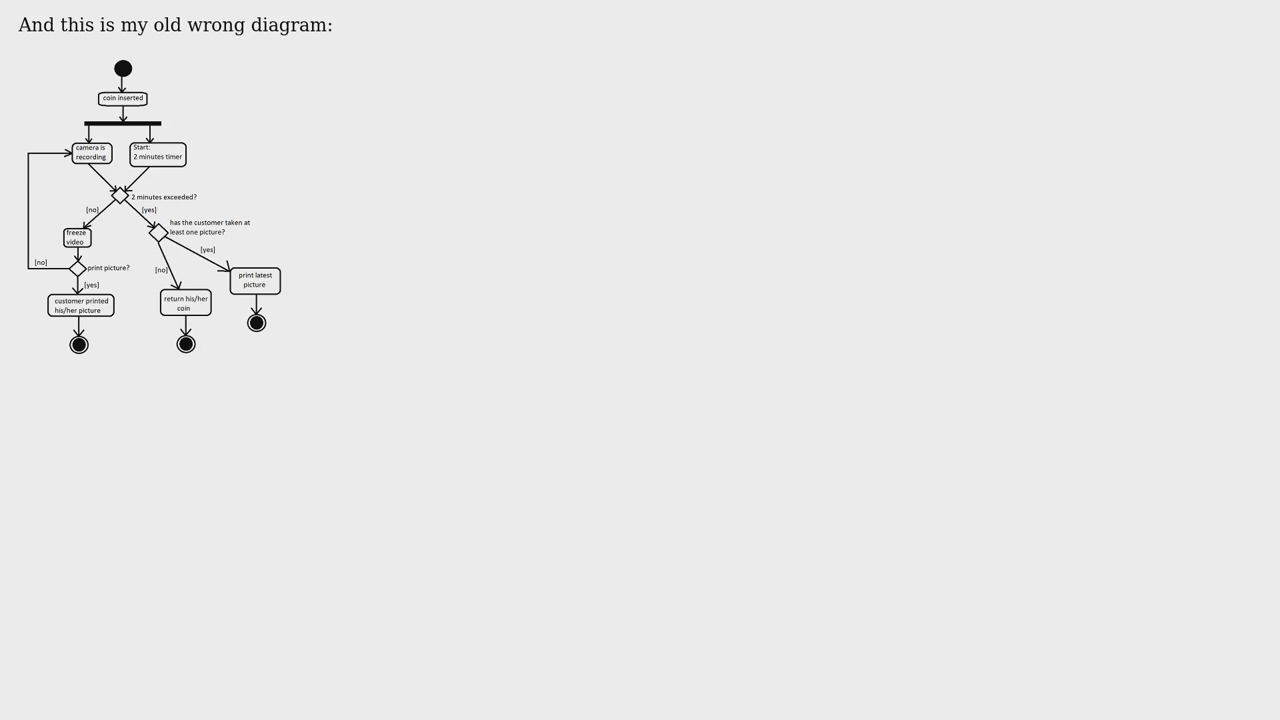 And this is my old wrong diagram:
coin inserted
camera is
recording
Start:
2 minutes timer
2 minutes exceeded?
[no]
[yes]
has the customer taken at
least one picture?
freeze
video
[yes]
[no]
print picture?
[no]
print latest
picture
[yes]
customer printed
his/her picture
return his/her
coin